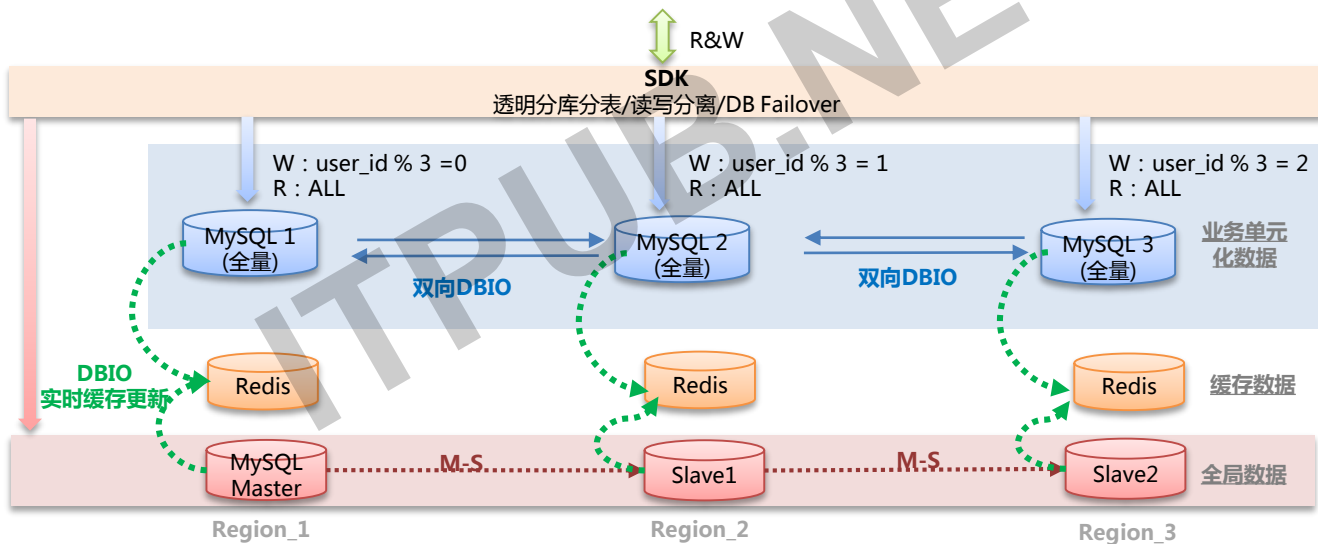 R&W
SDK
透明分库分表/读写分离/DB Failover
W：user_id % 3 =0
R：ALL
W：user_id % 3 = 1
R：ALL
W：user_id % 3 = 2
R：ALL
MySQL 1
(全量)
MySQL 2
(全量)
MySQL 3
(全量)
业务单元
化数据
双向DBIO
双向DBIO
DBIO
实时缓存更新
Redis
Redis
Redis
缓存数据
MySQL
Master
M-S
Slave1
M-S
Slave2
全局数据
Region_1
Region_2
Region_3
ITPUB.NE